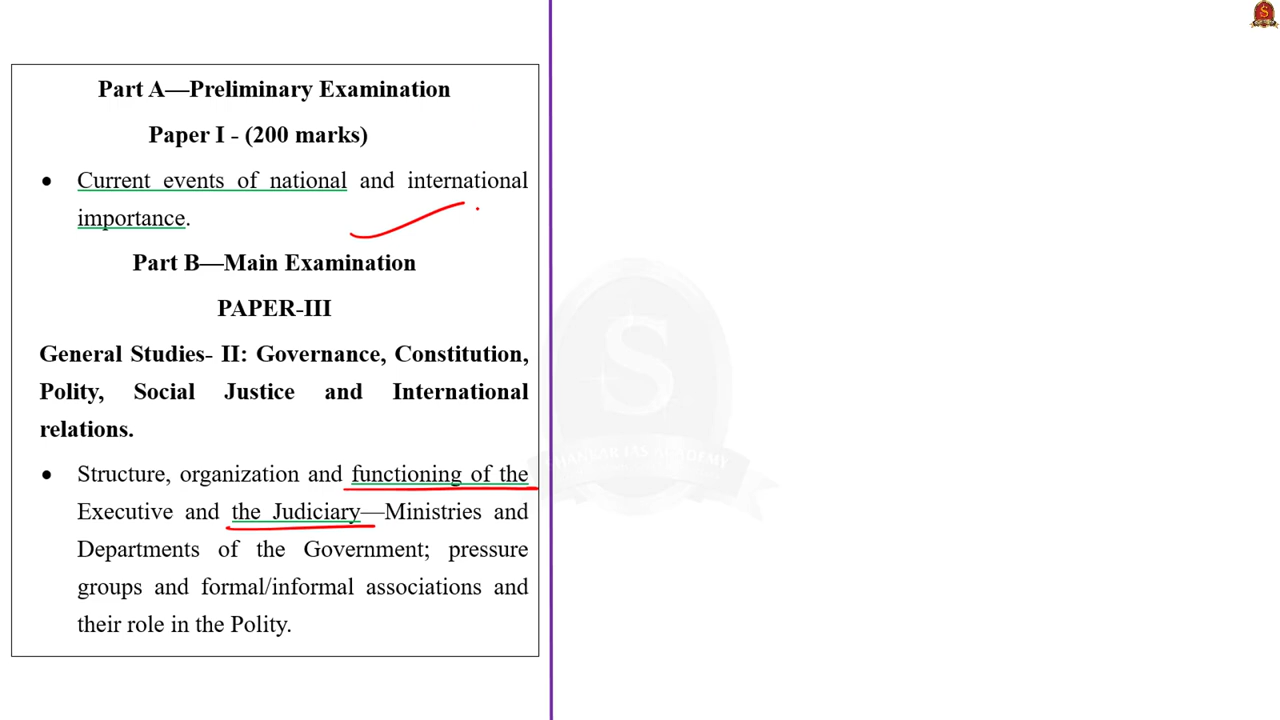 Part A—Preliminary Examination
Paper I - (200 marks)
● Current events of national and international
importance.
Part B—Main Examination
PAPER-III
General Studies- II: Governance, Constitution,
Polity, Social Justice and International
relations.
● Structure, organization and functioning of the
Executive and the Judiciary—Ministries and
Departments of the Government; pressure
groups and formal/informal associations and
their role in the Polity.
S
S
HANKAR IAS ACADEMY